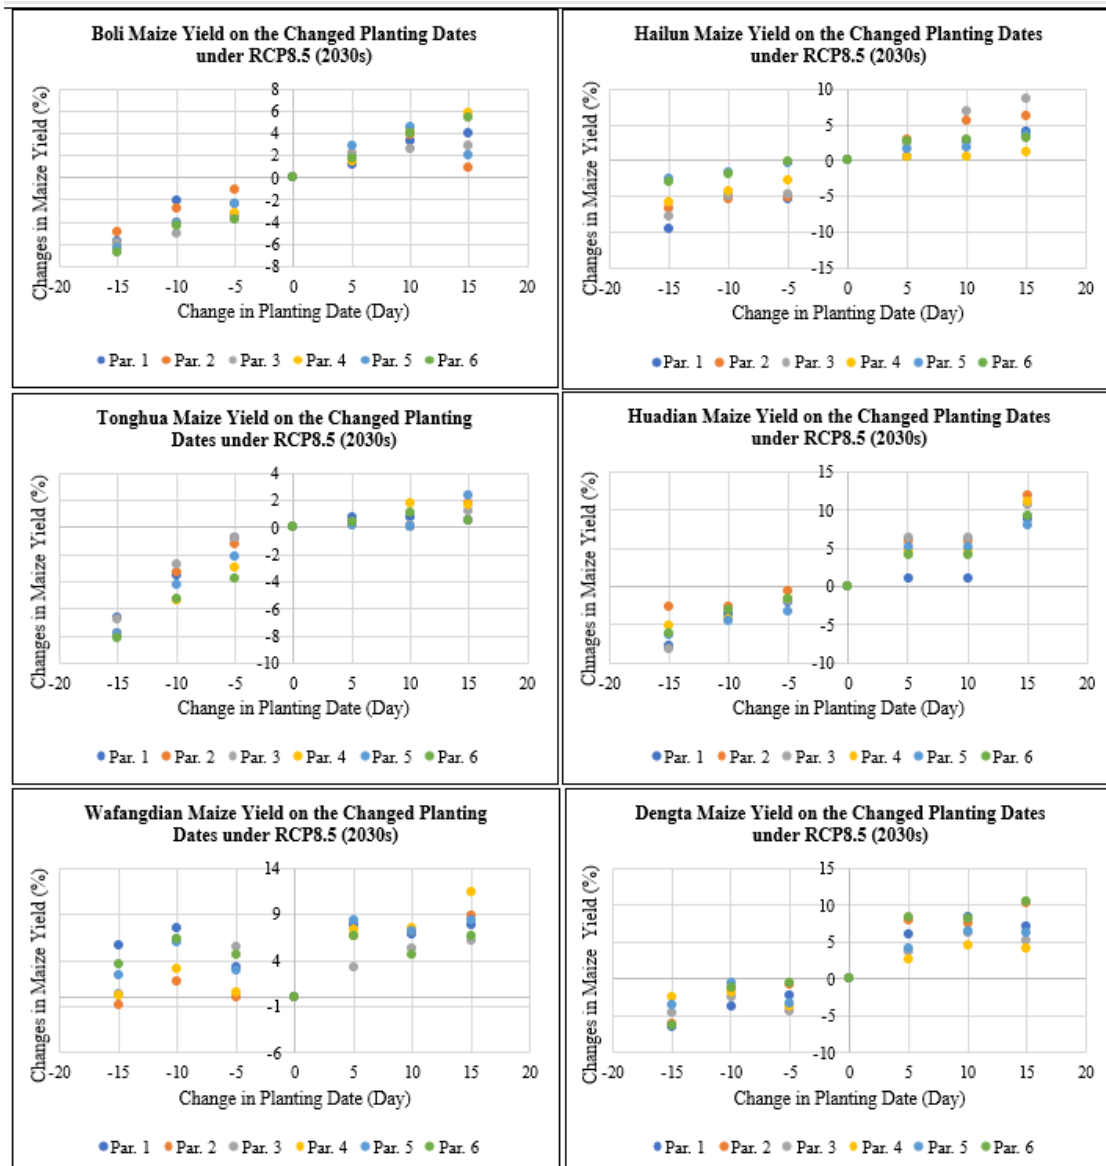 Boli Maize Yield on the Changed Planting Dates
under RCP8.5 (2030s)
Changes in Maize Yield (%)
8
6
4
2
0
-2
-4
-6
-8
-20 -15 -10 -5 0 5 10 15 20
Change in Planting Date (Day)
Par. 1 Par. 2 Par. 3 Par. 4 Par. 5 Par. 6
Hailun Maize Yield on the Changed Planting Dates
under RCP8.5 (2030s)
Changes in Maize Yield (%)
10
5
0
-5
-10
-15
-20 -15 -10 -5 0 5 10 15 20
Change in Planting Date (Day)
Par. 1 Par. 2 Par. 3 Par. 4 Par. 5 Par. 6
Tonghua Maize Yield on the Changed Planting
Dates under RCP8.5 (2030s)
Changes in Maize Yield (%)
4
2
0
-2
-4
-6
-8
-10
-20 -15 -10 -5 0 5 10 15 20
Change in Planting Date (Day)
Par. 1 Par. 2 Par. 3 Par. 4 Par. 5 Par. 6
Huadian Maize Yield on the Changed Planting Dates
under RCP8.5 (2030s)
Chnages in Maize Yield (%)
15
10
5
0
-5
-10
-20 -15 -10 -5 0 5 10 15 20
Change in Planting Date (Day)
Par. 1 Par. 2 Par. 3 Par. 4 Par. 5 Par. 6
Wafangdian Maize Yield on the Changed Planting
Dates under RCP8.5 (2030s)
Changes in Maize Yield (%)
14
9
4
-1
-6
-20 -15 -10 -5 0 5 10 15 20
Change in Planting Date (Day)
Par. 1 Par. 2 Par. 3 Par. 4 Par. 5 Par. 6
Dengta Maize Yield on the Changed Planting Dates
under RCP8.5 (2030s)
Changes in Maize Yield (%)
15
10
5
0
-5
-10
-20 -15 -10 -5 0 5 10 15 20
Change in Planting Date (Day)
Par. 1 Par. 2 Par. 3 Par. 4 Par. 5 Par. 6